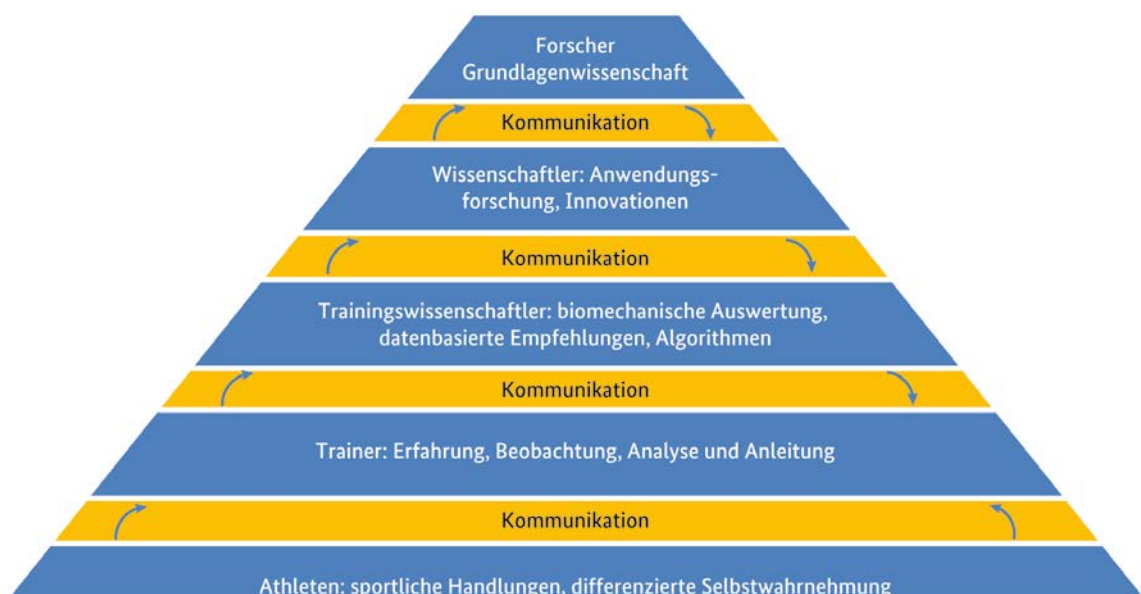 Forscher
Grundlagenwissenschaft
Kommunikation
Wissenschaftler: Anwendungs-
forschung, Innovationen
Kommunikation
Trainingswissenschaftler: biomechanische Auswertung,
datenbasierte Empfehlungen, Algorithmen
Kommunikation
Trainer: Erfahrung, Beobachtung, Analyse und Anleitung
Kommunikation
Athleten: sportliche Handlungen, differenzierte Selbstwahrnehmung